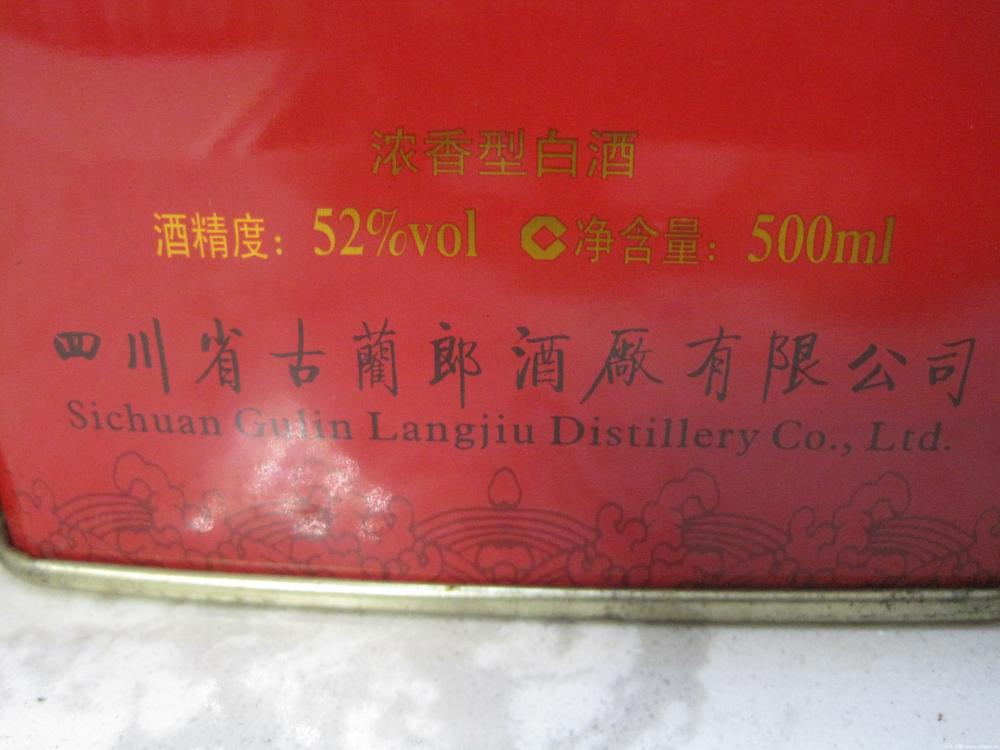 浓香型白酒
酒精度：52%vol 净含量：500ml
四川省古蔺郎酒廠有限公司
Sichuan Gulin Langjiu Distillery Co., Ltd.